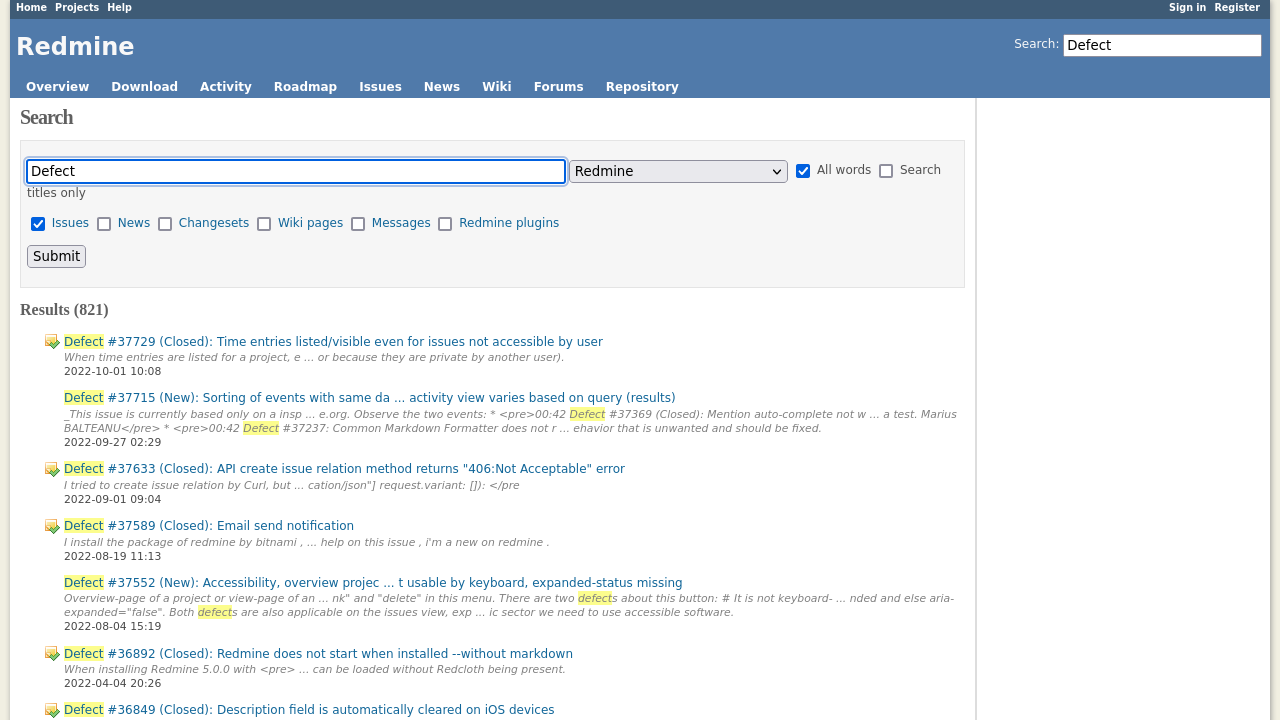 Home Projects Help Sign in Register
Redmine Search: Defect
Overview Download Activity Roadmap Issues News Wiki Forums Repository
Search
Defect Redmine All words Search
titles only
Issues News Changesets Wiki pages Messages Redmine plugins
Submit
Results (821)
Defect #37729 (Closed): Time entries listed/visible even for issues not accessible by user
When time entries are listed for a project, e ... or because they are private by another user).
2022-10-01 10:08
Defect #37715 (New): Sorting of events with same da ... activity view varies based on query (results)
_This issue is currently based only on a insp ... e.org. Observe the two events: * <pre>00:42 Defect #37369 (Closed): Mention auto-complete not w ... a test. Marius
BALTEANU</pre> * <pre>00:42 Defect #37237: Common Markdown Formatter does not r ... ehavior that is unwanted and should be fixed.
2022-09-27 02:29
Defect #37633 (Closed): API create issue relation method returns "406:Not Acceptable" error
I tried to create issue relation by Curl, but ... cation/json"] request.variant: []): </pre
2022-09-01 09:04
Defect #37589 (Closed): Email send notification
I install the package of redmine by bitnami , ... help on this issue , i'm a new on redmine .
2022-08-19 11:13
Defect #37552 (New): Accessibility, overview projec ... t usable by keyboard, expanded-status missing
Overview-page of a project or view-page of an ... nk" and "delete" in this menu. There are two defects about this button: # It is not keyboard- ... nded and else aria-
expanded="false". Both defects are also applicable on the issues view, exp ... ic sector we need to use accessible software.
2022-08-04 15:19
Defect #36892 (Closed): Redmine does not start when installed --without markdown
When installing Redmine 5.0.0 with <pre> ... can be loaded without Redcloth being present.
2022-04-04 20:26
Defect #36849 (Closed): Description field is automatically cleared on iOS devices